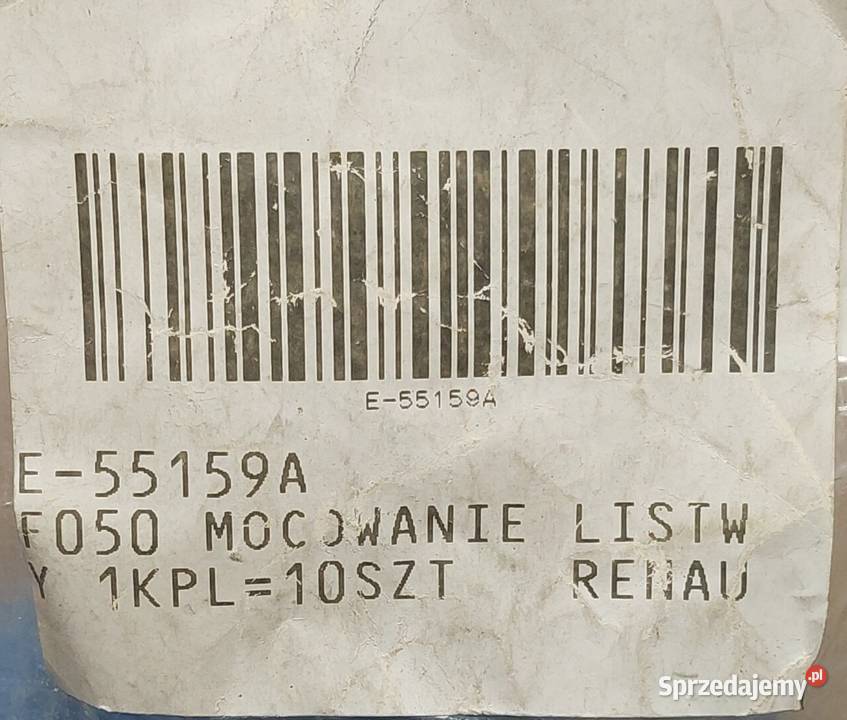 E-55159A
E-55159A
F050 MOCOWANIE LISTW
Y 1KPL=10SZT RENAU
Sprzedajemy.pl